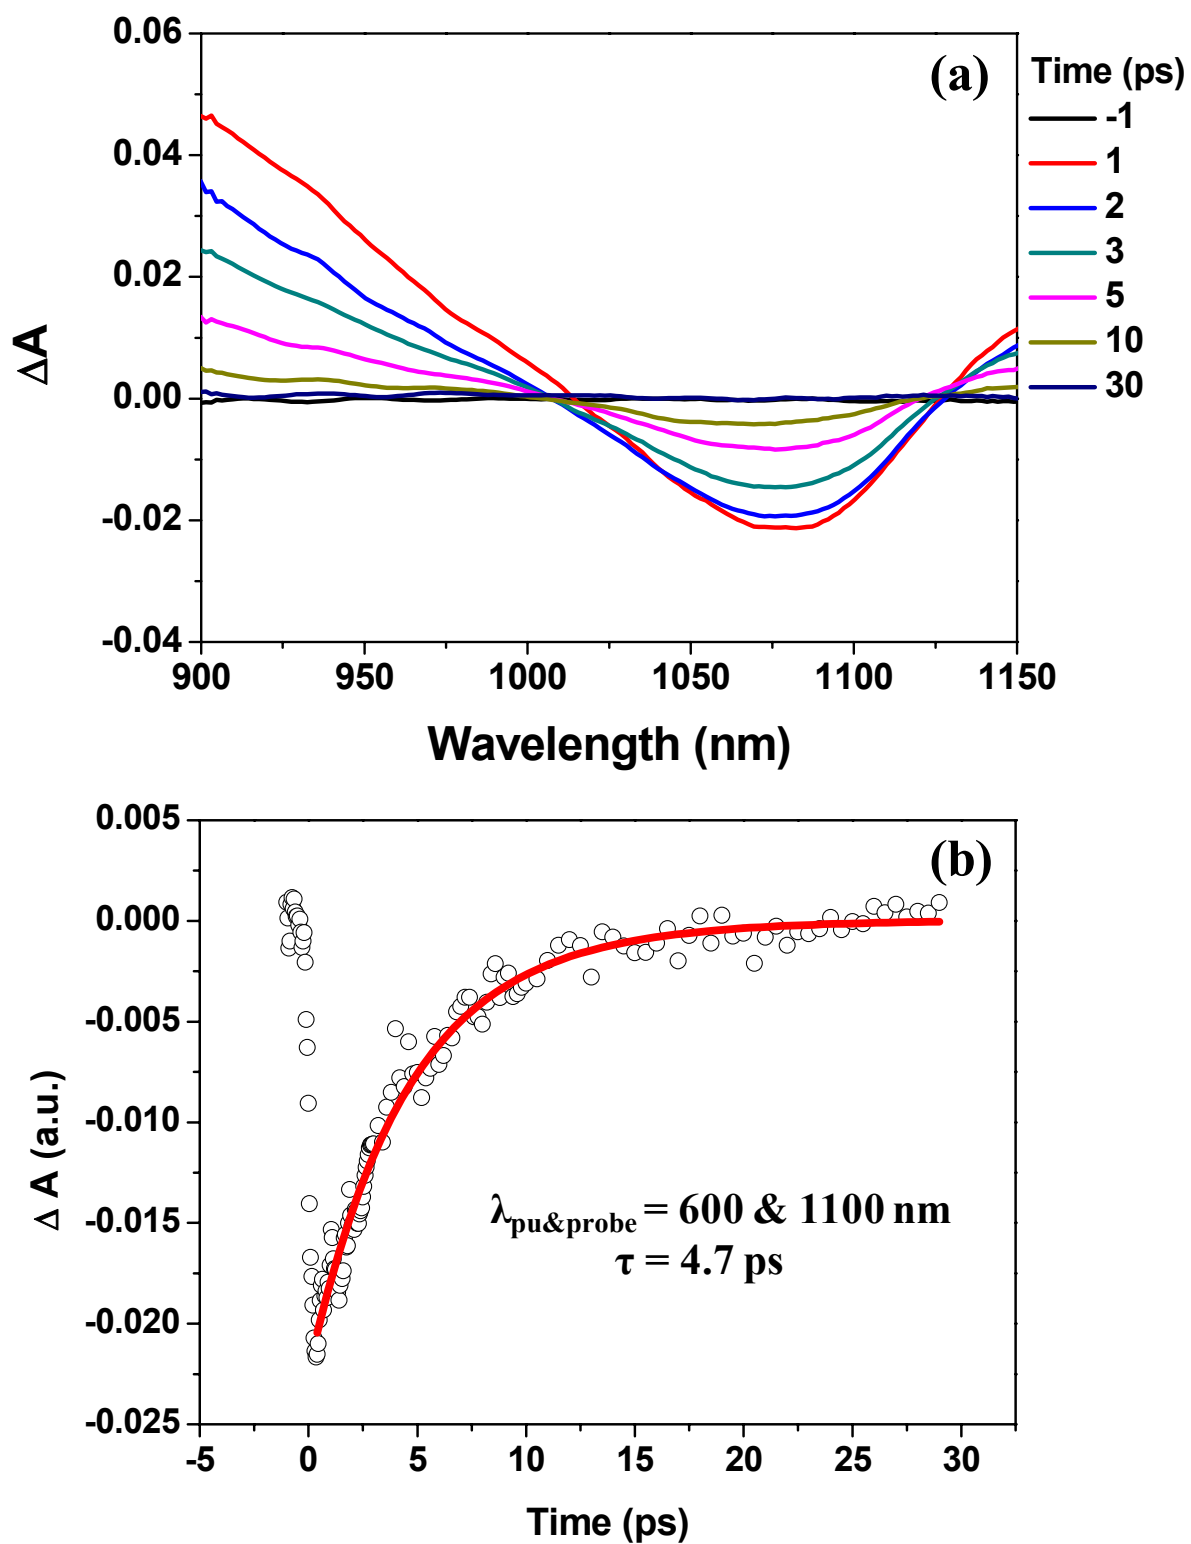 0.06
0.04
0.02
0.00
-0.02
-0.04
ΔA
(a)
Time (ps)
-1
1
2
3
5
10
30
900 950 1000 1050 1100 1150
Wavelength (nm)
0.005
0.000
-0.005
-0.010
-0.015
-0.020
-0.025
Δ A (a.u.)
(b)
λpu&probe = 600 & 1100 nm
τ = 4.7 ps
-5 0 5 10 15 20 25 30
Time (ps)